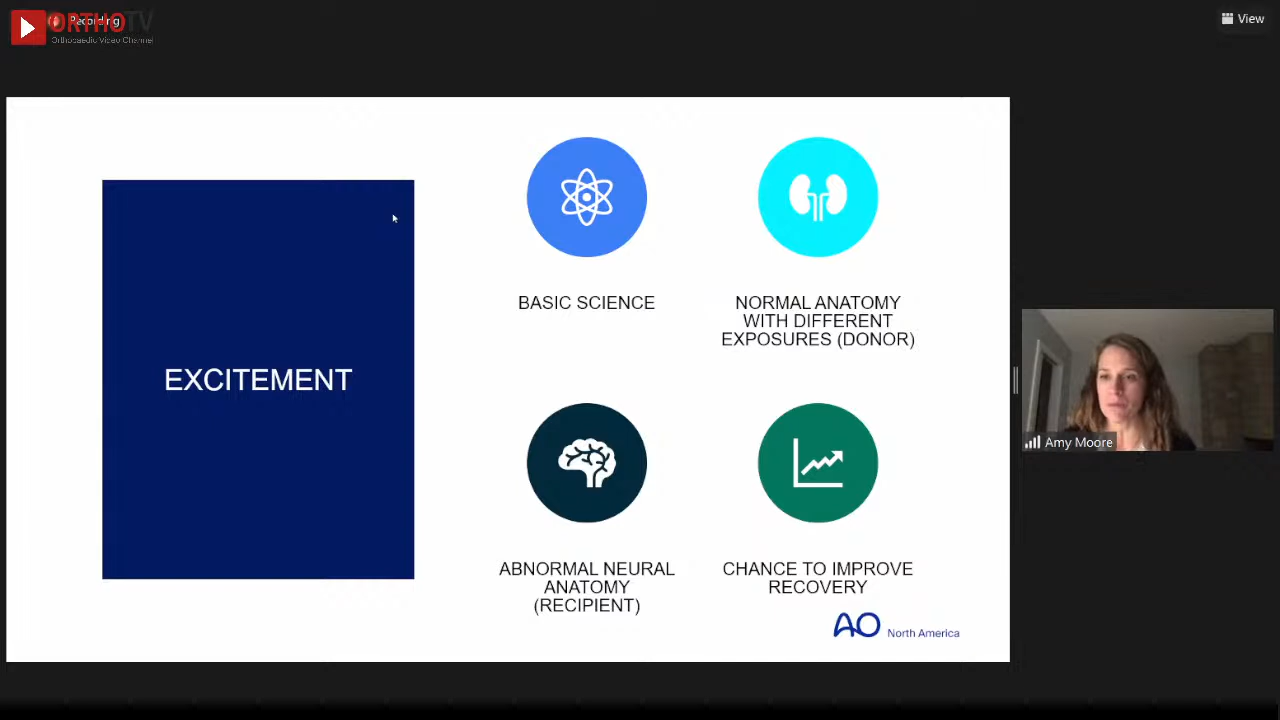 ORTHOTV
Recording
Orthopaedic Video Channel
View
EXCITEMENT
BASIC SCIENCE
NORMAL ANATOMY
WITH DIFFERENT
EXPOSURES (DONOR)
ABNORMAL NEURAL
ANATOMY
(RECIPIENT)
CHANCE TO IMPROVE
RECOVERY
AO North America
Amy Moore